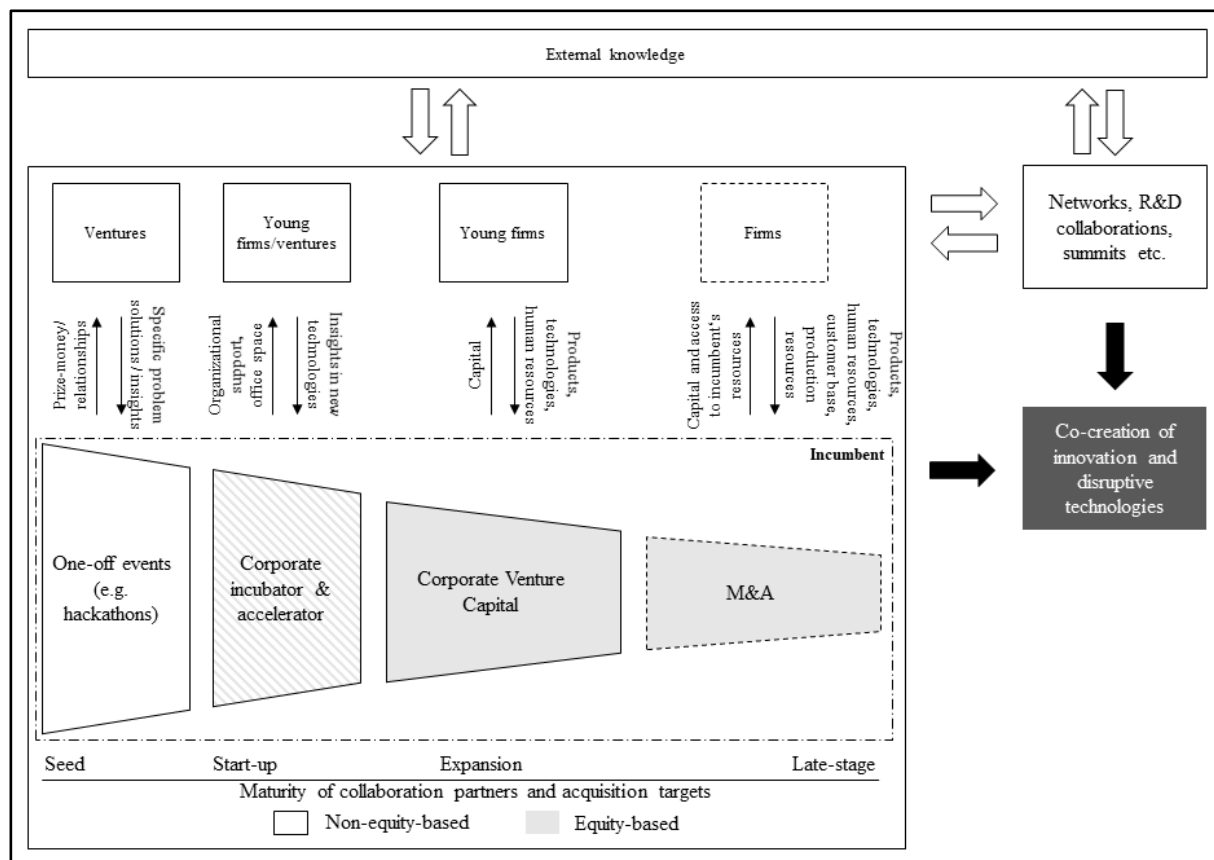 External knowledge
Ventures
Young
firms/ventures
Young firms
Firms
Networks, R&D
collaborations,
summits etc.
Prize-money/
relationships
Specific problem
solutions / insights
Organizational
support,
office space
Insights in new
technologies
Capital
Products,
technologies,
human resources
Capital and access
to incumbent's
resources
Products,
technologies,
human resources,
customer base,
production
resources
Incumbent
One-off events
(e.g.
hackathons)
Corporate
incubator &
accelerator
Corporate Venture
Capital
M&A
Co-creation of
innovation and
disruptive
technologies
Seed
Start-up
Expansion
Late-stage
Maturity of collaboration partners and acquisition targets
Non-equity-based
Equity-based